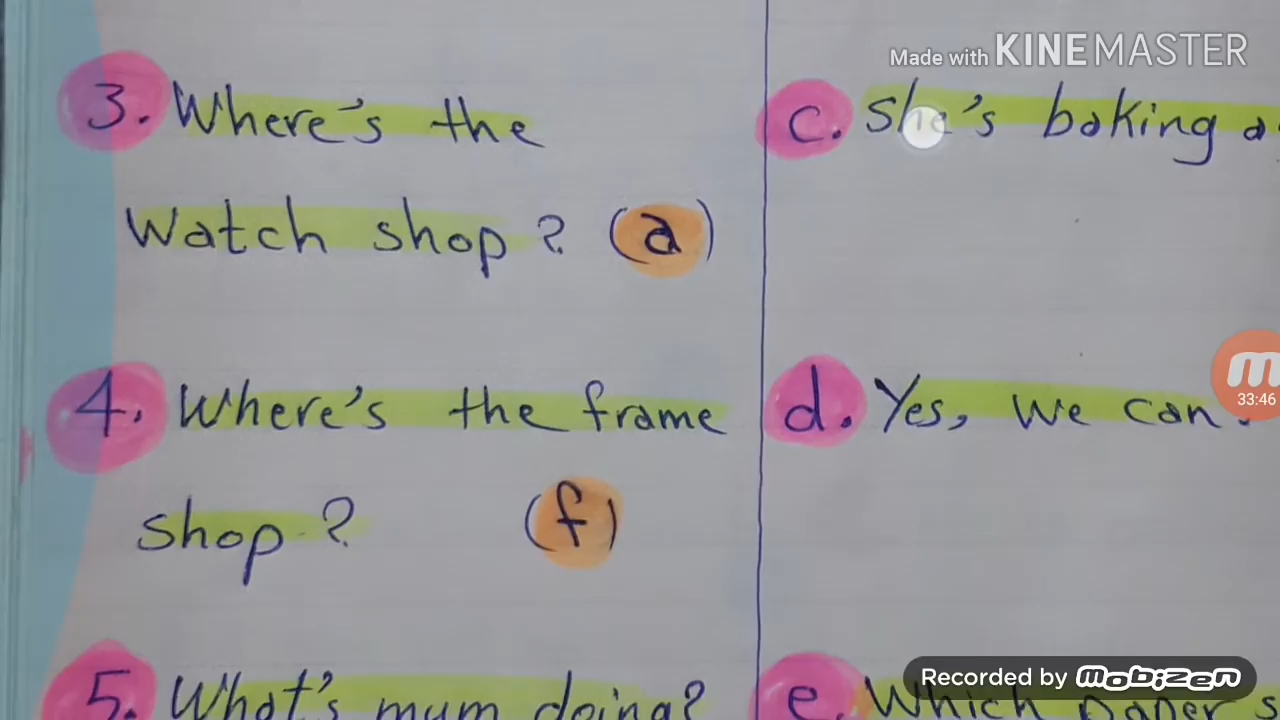 Made with KINEMASTER
3. Where's the
Watch shop? (a)
4. Where's the frame
shop? (f)
5. What's mum doing?
c. She's baking a
d. Yes, we can.
e. Which paper s
33:46
Recorded by MOBIZEN